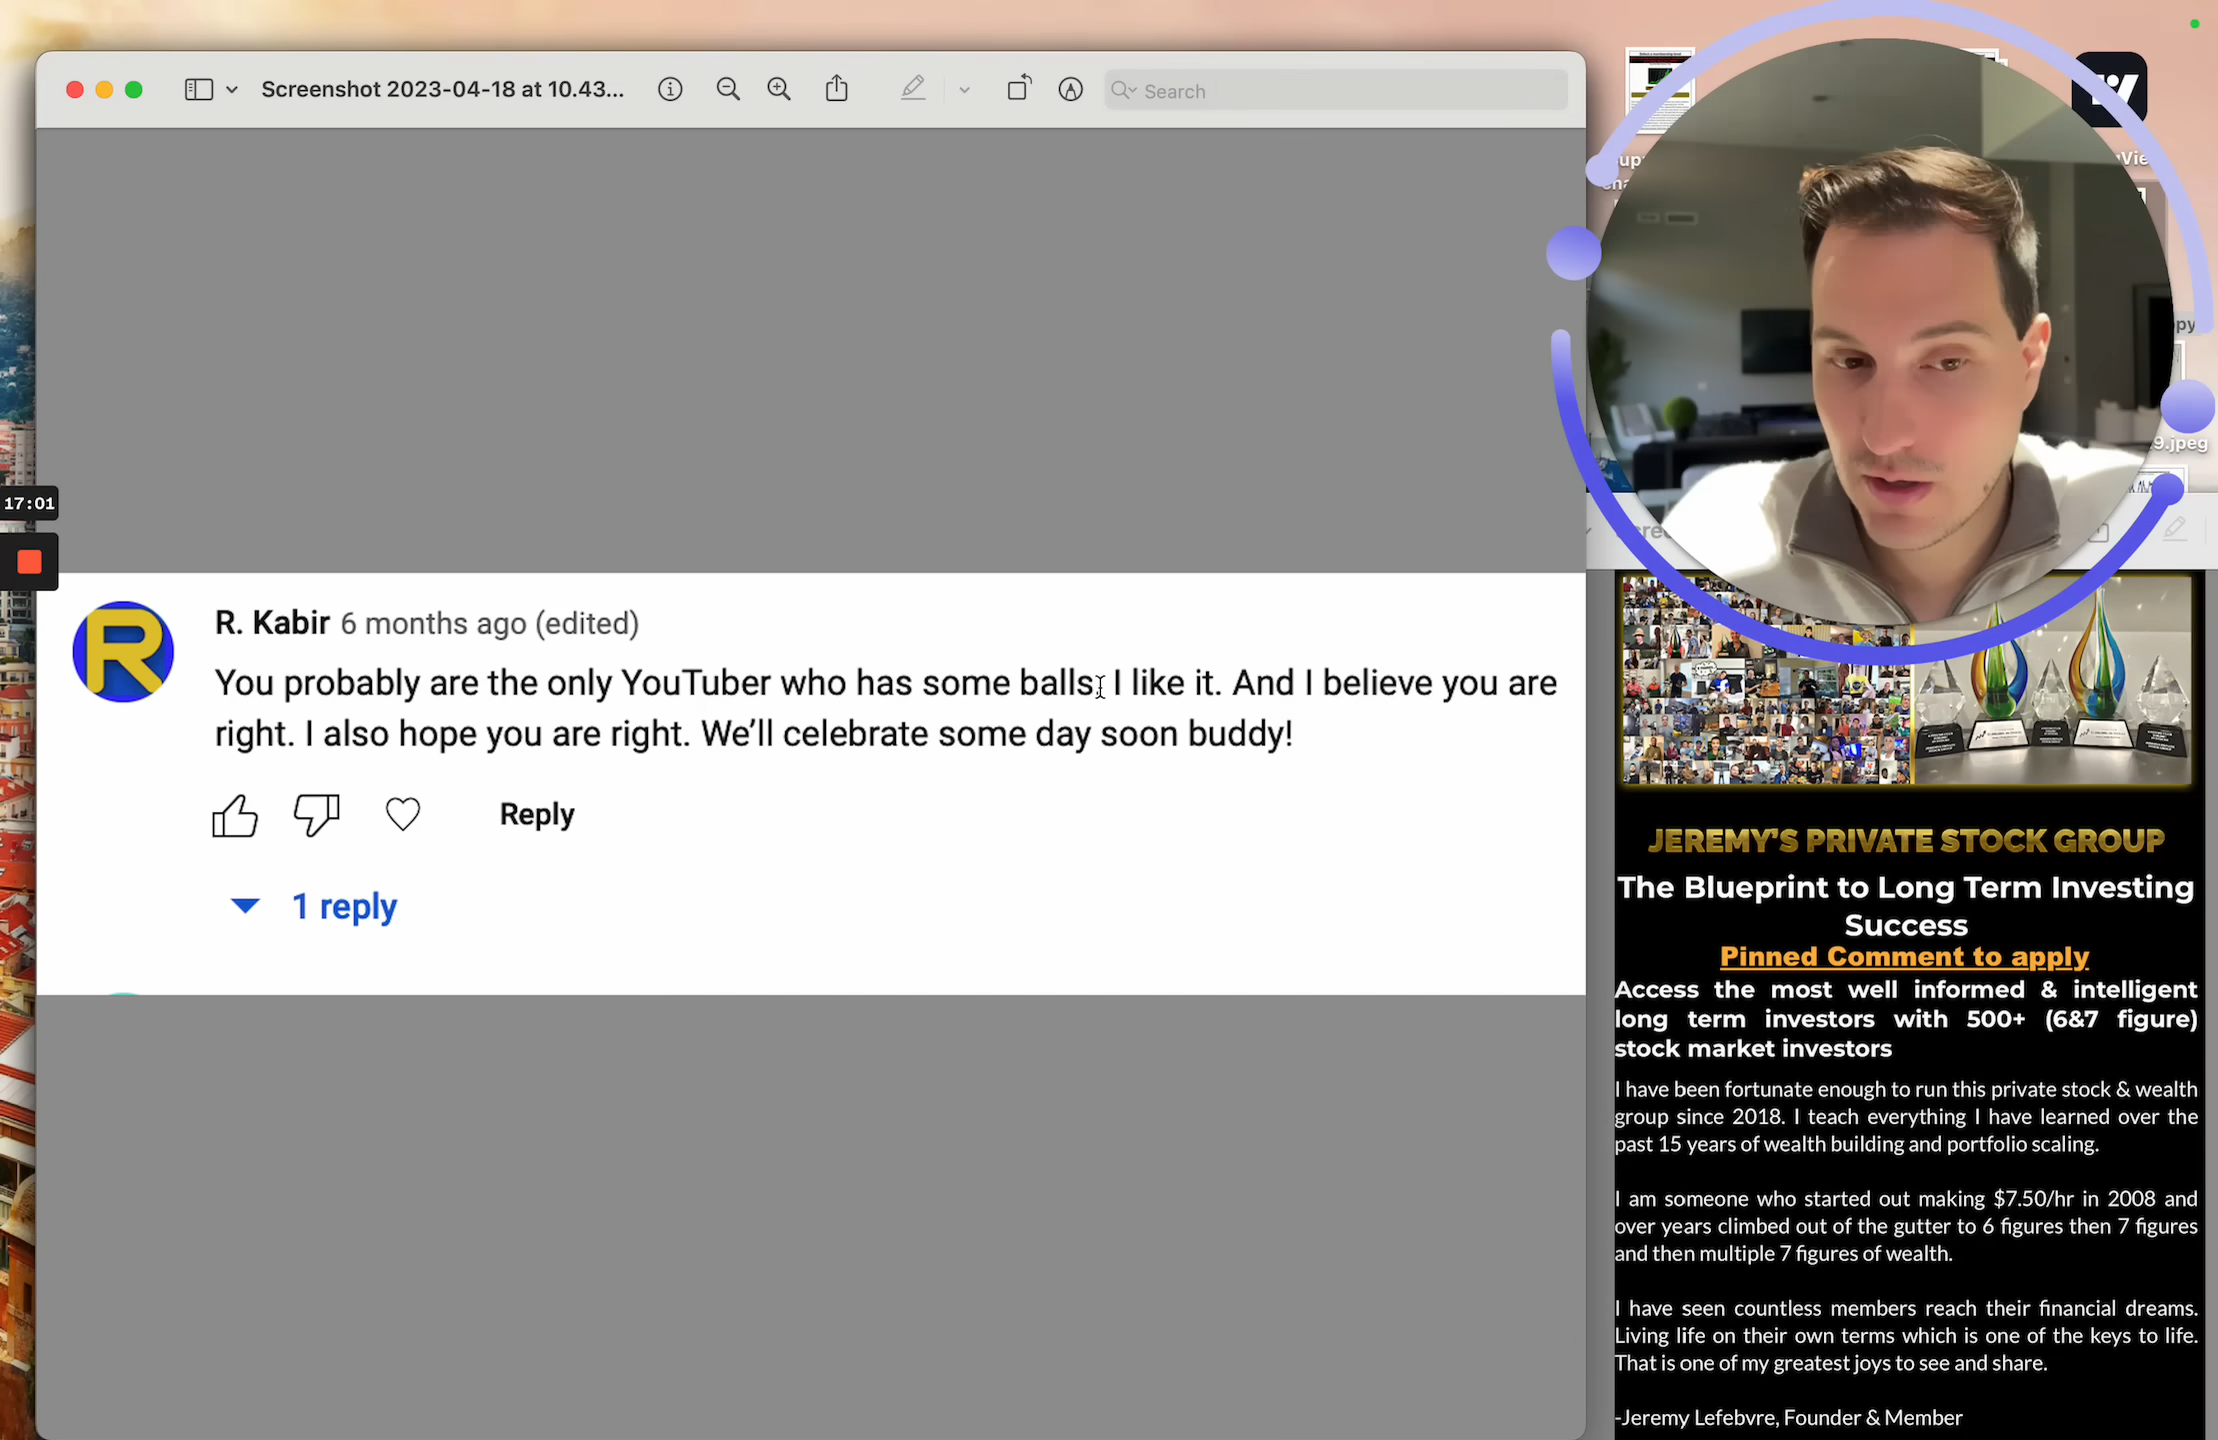 Screenshot 2023-04-18 at 10.43...
Search
17:01
R
R. Kabir 6 months ago (edited)
You probably are the only YouTuber who has some balls, I like it. And I believe you are
right. I also hope you are right. We’ll celebrate some day soon buddy!
Reply
1 reply
9.jpeg
JEREMY'S PRIVATE STOCK GROUP
The Blueprint to Long Term Investing
Success
Pinned Comment to apply
Access the most well informed & intelligent
long term investors with 500+ (6&7 figure)
stock market investors
I have been fortunate enough to run this private stock & wealth
group since 2018. I teach everything I have learned over the
past 15 years of wealth building and portfolio scaling.
I am someone who started out making $7.50/hr in 2008 and
over years climbed out of the gutter to 6 figures then 7 figures
and then multiple 7 figures of wealth.
I have seen countless members reach their financial dreams.
Living life on their own terms which is one of the keys to life.
That is one of my greatest joys to see and share.
-Jeremy Lefebvre, Founder & Member